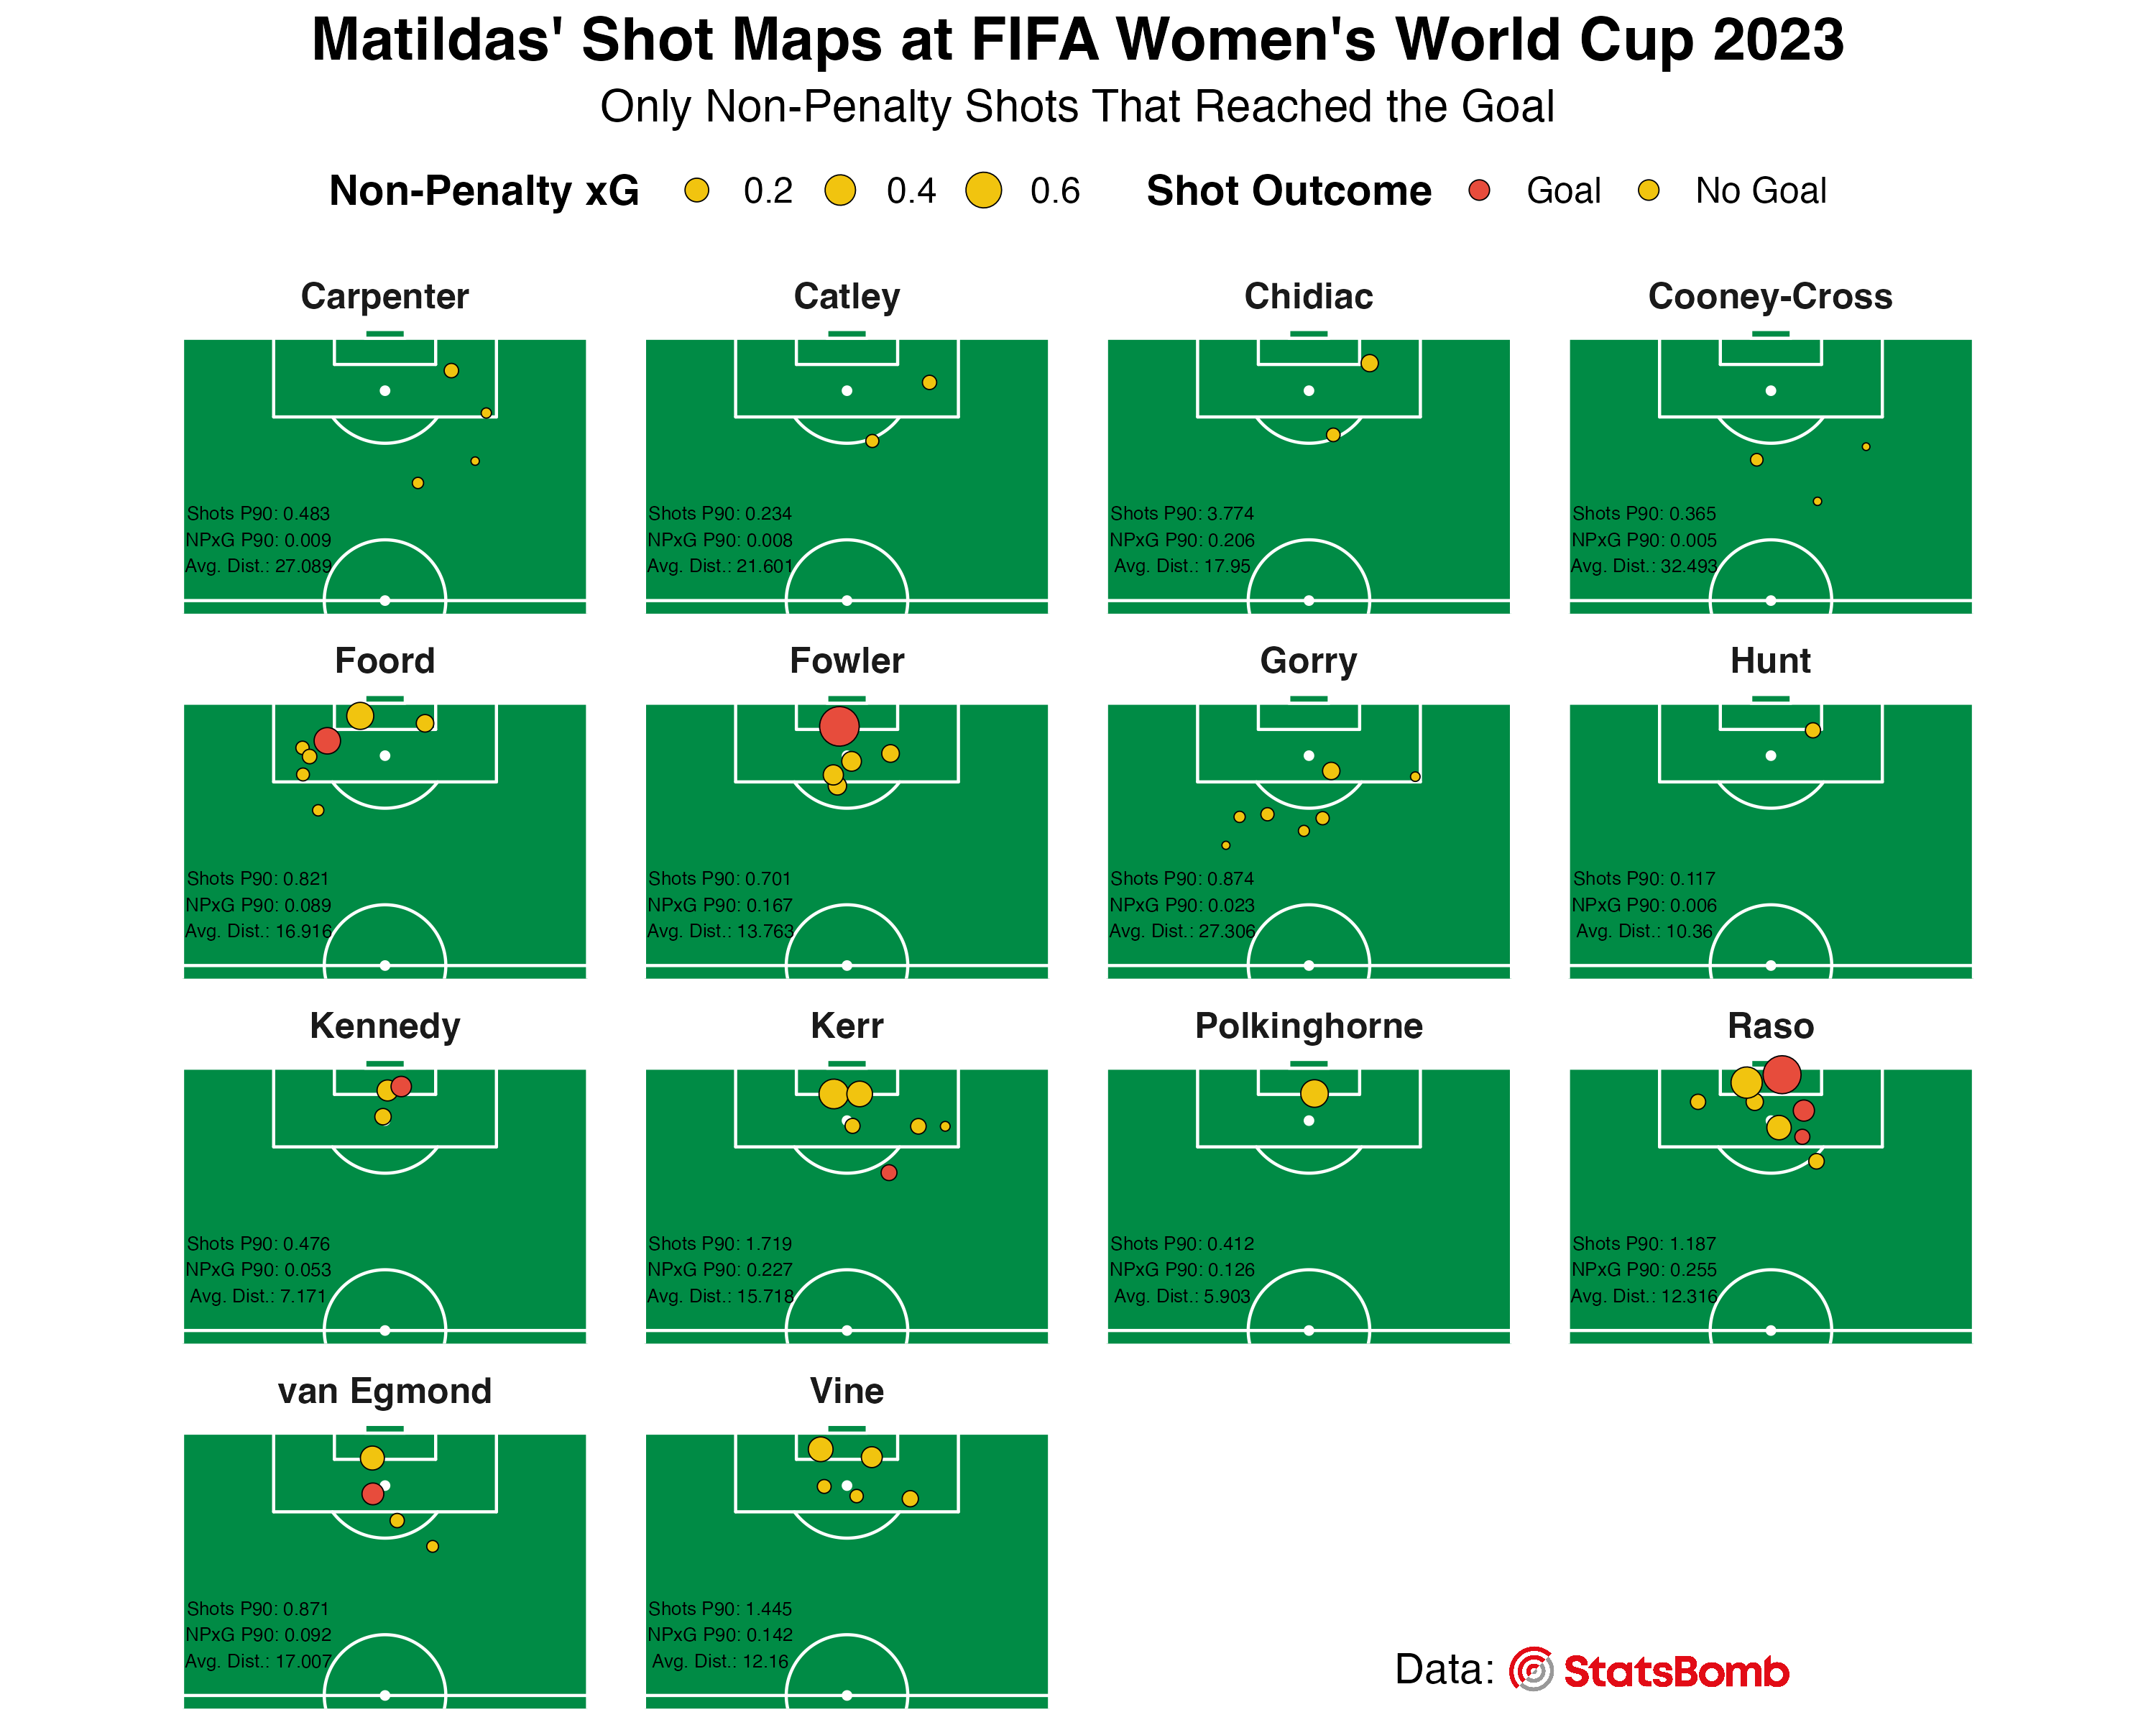 Matildas' Shot Maps at FIFA Women's World Cup 2023
Only Non-Penalty Shots That Reached the Goal
Non-Penalty xG 0.2 0.4 0.6 Shot Outcome Goal No Goal
Carpenter
Shots P90: 0.483
NPxG P90: 0.009
Avg. Dist.: 27.089
Catley
Shots P90: 0.234
NPxG P90: 0.008
Avg. Dist.: 21.601
Chidiac
Shots P90: 3.774
NPxG P90: 0.206
Avg. Dist.: 17.95
Cooney-Cross
Shots P90: 0.365
NPxG P90: 0.005
Avg. Dist.: 32.493
Foord
Shots P90: 0.821
NPxG P90: 0.089
Avg. Dist.: 16.916
Fowler
Shots P90: 0.701
NPxG P90: 0.167
Avg. Dist.: 13.763
Gorry
Shots P90: 0.874
NPxG P90: 0.023
Avg. Dist.: 27.306
Hunt
Shots P90: 0.117
NPxG P90: 0.006
Avg. Dist.: 10.36
Kennedy
Shots P90: 0.476
NPxG P90: 0.053
Avg. Dist.: 7.171
Kerr
Shots P90: 1.719
NPxG P90: 0.227
Avg. Dist.: 15.718
Polkinghorne
Shots P90: 0.412
NPxG P90: 0.126
Avg. Dist.: 5.903
Raso
Shots P90: 1.187
NPxG P90: 0.255
Avg. Dist.: 12.316
van Egmond
Shots P90: 0.871
NPxG P90: 0.092
Avg. Dist.: 17.007
Vine
Shots P90: 1.445
NPxG P90: 0.142
Avg. Dist.: 12.16
Data: StatsBomb